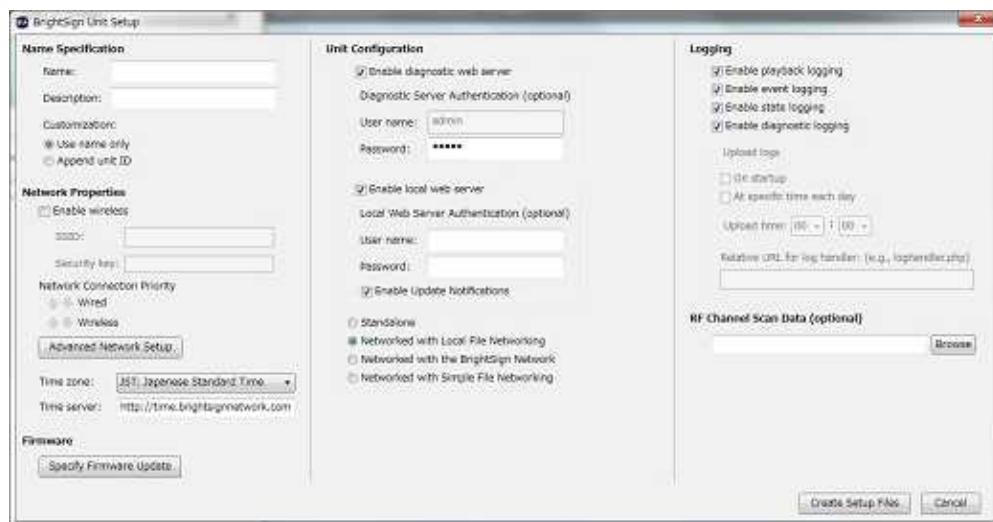 BrightSign Unit Setup
Name Specification
Name:
Description:
Customization:
Use name only
Append unit ID
Network Properties
Enable wireless
SSID:
Security key:
Network Connection Priority
Wired
Wireless
Advanced Network Setup
Time zone: JST: Japanese Standard Time
Time server: http://time.brightsignnetwork.com
Firmware
Specify Firmware Update
Unit Configuration
Enable diagnostic web server
Diagnostic Server Authentication (optional)
User name: admin
Password: •••••
Enable local web server
Local Web Server Authentication (optional)
User name:
Password:
Enable Update Notifications
Standalone
Networked with Local File Networking
Networked with the BrightSign Network
Networked with Simple File Networking
Logging
Enable playback logging
Enable event logging
Enable state logging
Enable diagnostic logging
Upload logs
On startup
At specific time each day
Upload time: 00 : 00
Relative URL for log handler: (e.g., loghandler.php)
RF Channel Scan Data (optional)
Browse
Create Setup Files Cancel